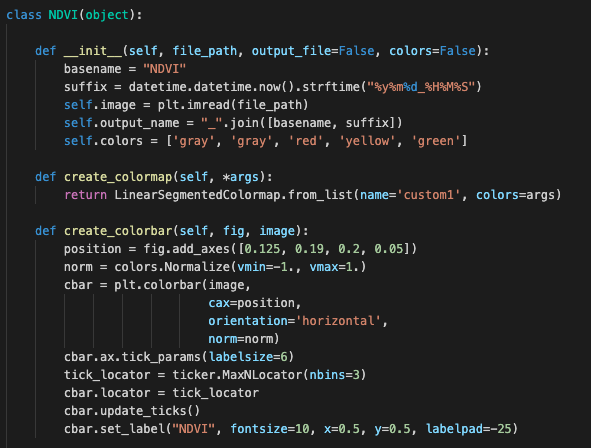 class NDVI(object):
def __init__(self, file_path, output_file=False, colors=False):
basename = "NDVI"
suffix = datetime.datetime.now().strftime("%y%m%d_%H%M%S")
self.image = plt.imread(file_path)
self.output_name = "_".join([basename, suffix])
self.colors = ['gray', 'gray', 'red', 'yellow', 'green']
def create_colormap(self, *args):
return LinearSegmentedColormap.from_list(name='custom1', colors=args)
def create_colorbar(self, fig, image):
position = fig.add_axes([0.125, 0.19, 0.2, 0.05])
norm = colors.Normalize(vmin=-1., vmax=1.)
cbar = plt.colorbar(image,
cax=position,
orientation='horizontal',
norm=norm)
cbar.ax.tick_params(labelsize=6)
tick_locator = ticker.MaxNLocator(nbins=3)
cbar.locator = tick_locator
cbar.update_ticks()
cbar.set_label("NDVI", fontsize=10, x=0.5, y=0.5, labelpad=-25)